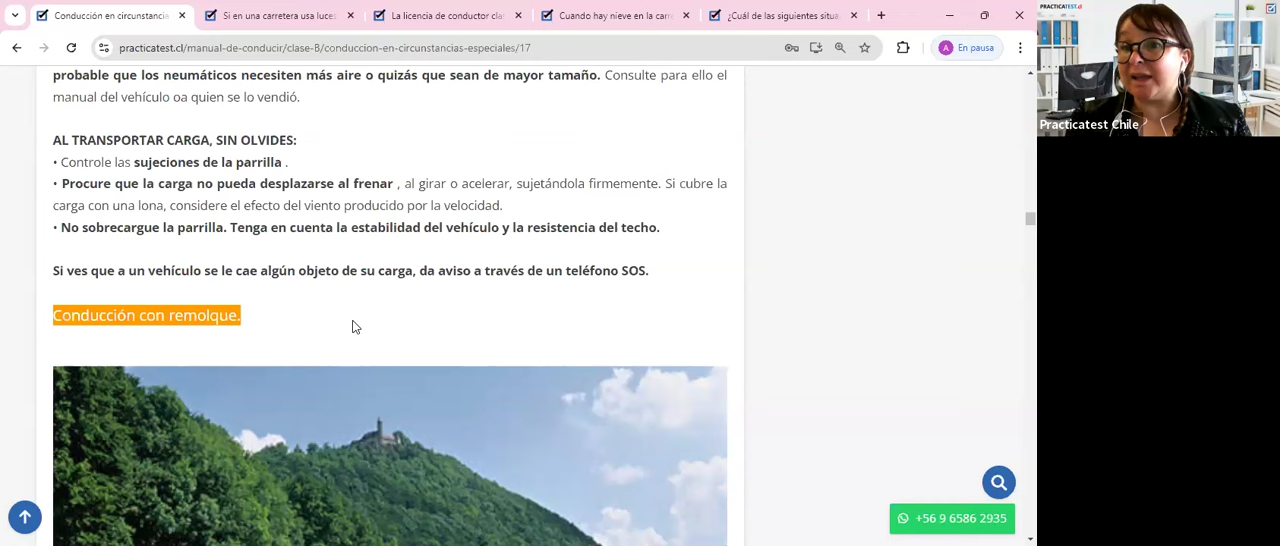 Conducción en circunstancia
Si en una carretera usa luces
La licencia de conductor cla
Cuando hay nieve en la carre
¿Cuál de las siguientes situa
practicatest.cl/manual-de-conducir/clase-B/conduccion-en-circunstancias-especiales/17
A En pausa
probable que los neumáticos necesiten más aire o quizás que sean de mayor tamaño. Consulte para ello el
manual del vehículo oa quien se lo vendió.
AL TRANSPORTAR CARGA, SIN OLVIDES:
• Controle las sujeciones de la parrilla .
• Procure que la carga no pueda desplazarse al frenar , al girar o acelerar, sujetándola firmemente. Si cubre la
carga con una lona, considere el efecto del viento producido por la velocidad.
• No sobrecargue la parrilla. Tenga en cuenta la estabilidad del vehículo y la resistencia del techo.
Si ves que a un vehículo se le cae algún objeto de su carga, da aviso a través de un teléfono SOS.
Conducción con remolque.
+56 9 6586 2935
PRACTICATEST.cl
Practicatest Chile